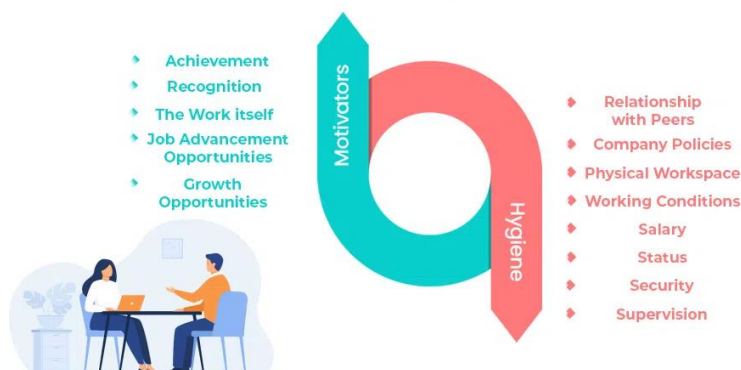 Achievement
Recognition
The Work itself
Job Advancement
Opportunities
Growth
Opportunities
Motivators
Hygiene
Relationship
with Peers
Company Policies
Physical Workspace
Working Conditions
Salary
Status
Security
Supervision